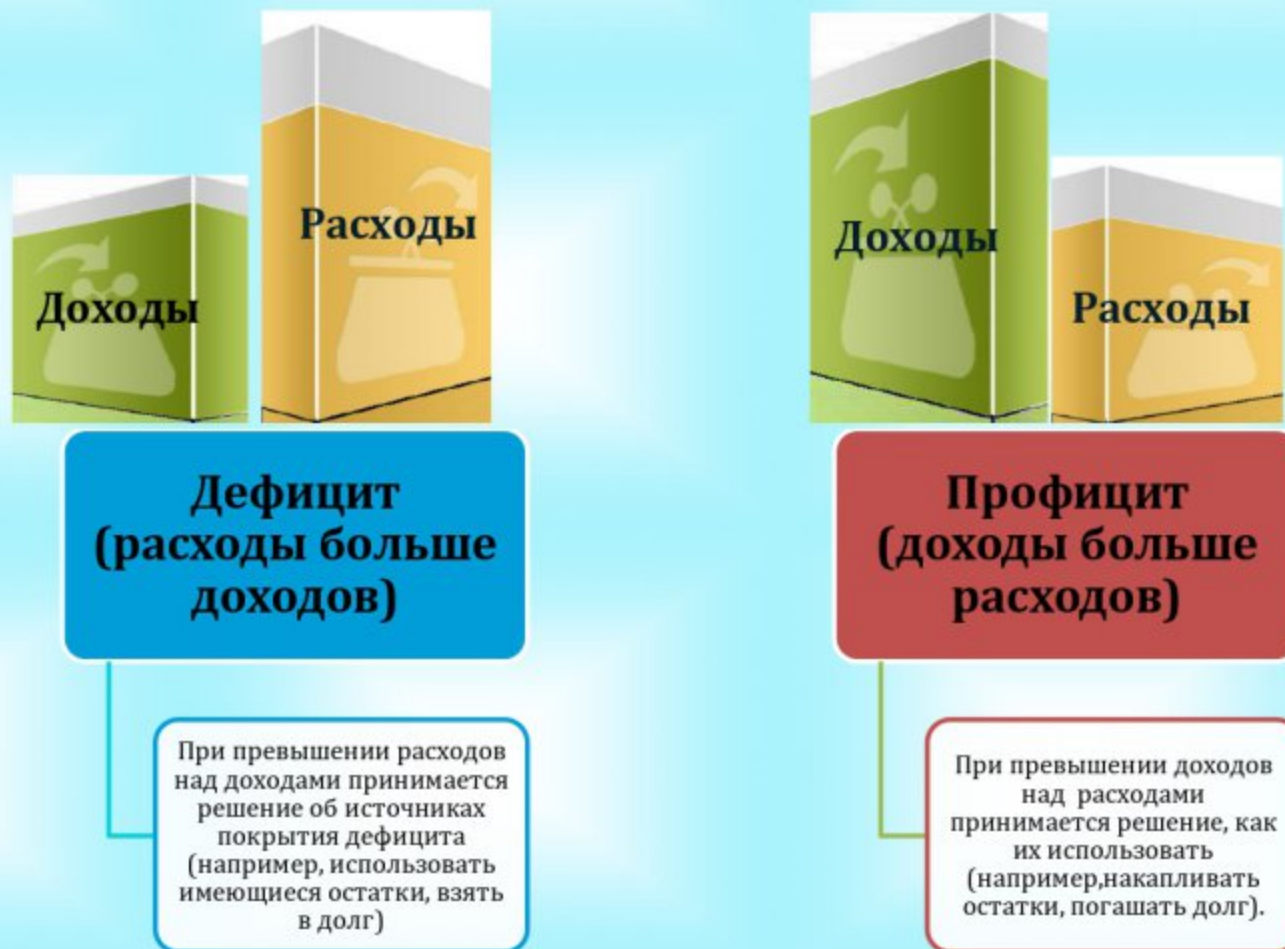 Доходы
Расходы
Дефицит
(расходы больше
доходов)
При превышении расходов
над доходами принимается
решение об источниках
покрытия дефицита
(например, использовать
имеющиеся остатки, взять
в долг)
Доходы
Расходы
Профицит
(доходы больше
расходов)
При превышении доходов
над расходами
принимается решение, как
их использовать
(например,накапливать
остатки, погашать долг).